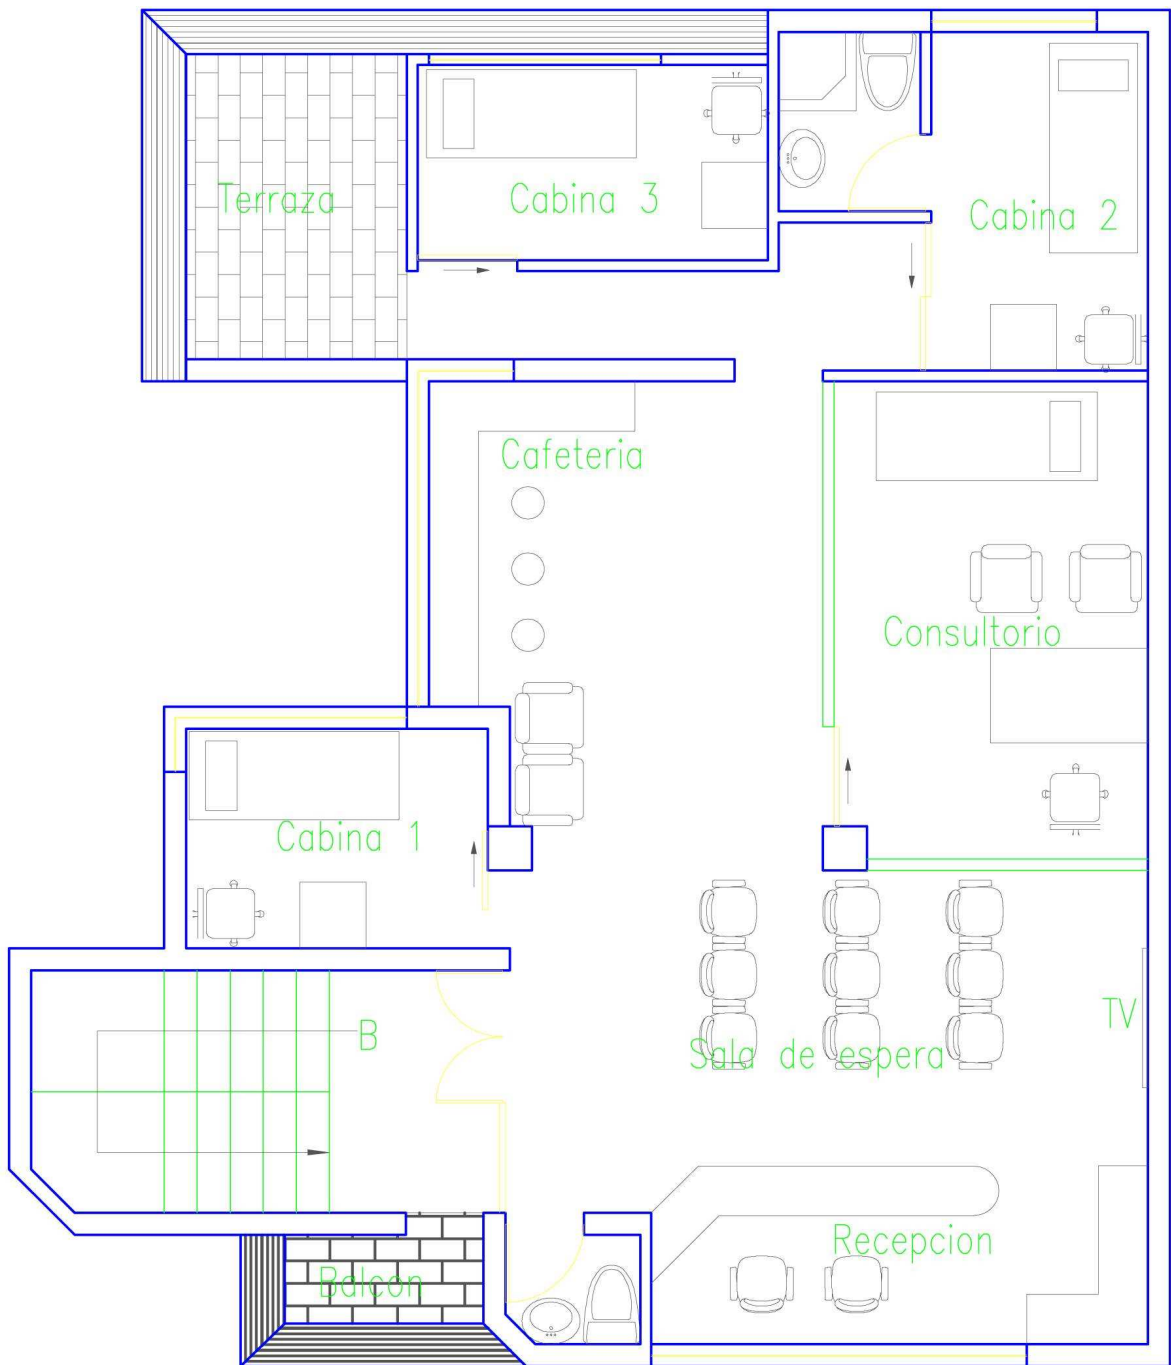 Terraza
Cabina 3
Cabina 2
Cafeteria
Consultorio
Cabina 1
B
TV
Sala de espera
Recepcion
Balcon